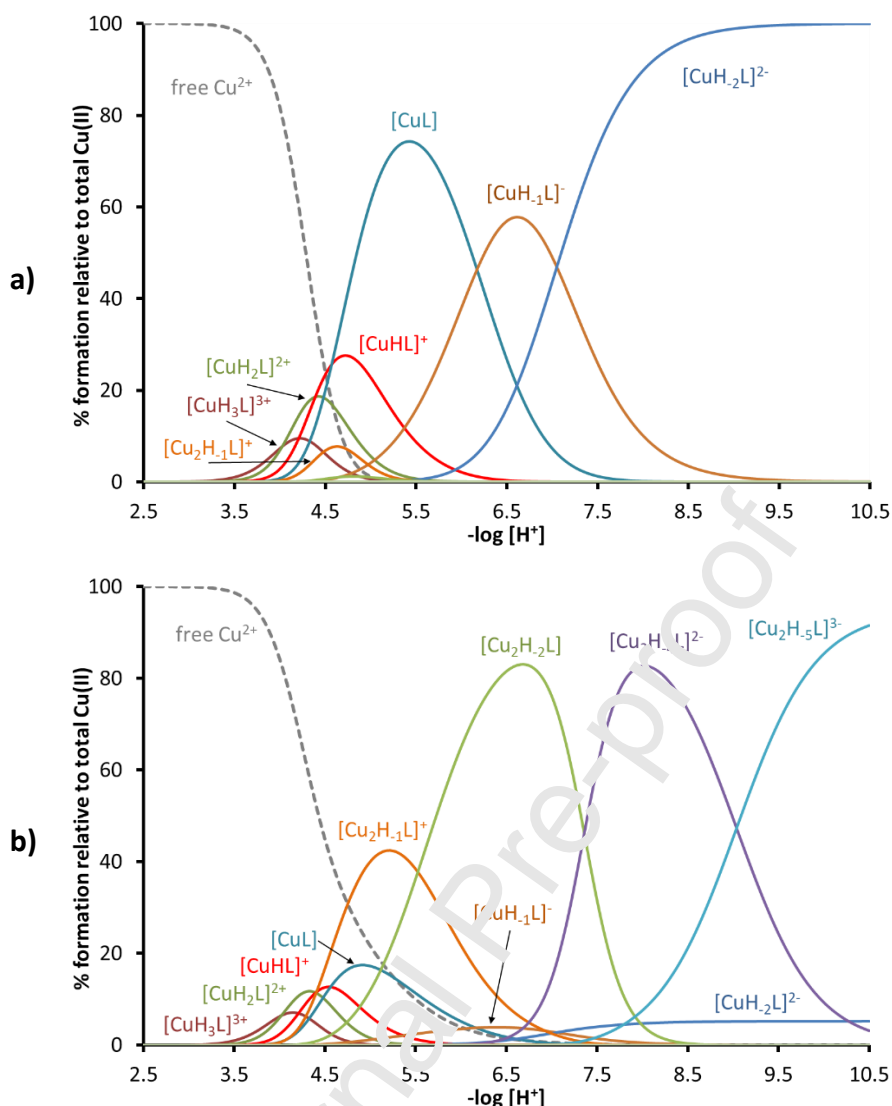 100
80
60
40
20
0
% formation relative to total Cu(II)
a)
free Cu²⁺
[CuH₋₂L]²⁻
[CuL]
[CuH₋₁L]⁻
[CuHL]⁺
[CuH₂L]²⁺
[CuH₃L]³⁺
[Cu₂H₋₁L]⁺
2.5 3.5 4.5 5.5 6.5 7.5 8.5 9.5 10.5
-log [H⁺]
100
80
60
40
20
0
% formation relative to total Cu(II)
b)
free Cu²⁺
[Cu₂H₋₂L]
[Cu₂H₋₅L]³⁻
[Cu₂H₋₁L]⁺
[CuH₋₁L]⁻
[CuL]
[CuHL]⁺
[CuH₂L]²⁺
[CuH₃L]³⁺
[CuH₋₂L]²⁻
2.5 3.5 4.5 5.5 6.5 7.5 8.5 9.5 10.5
-log [H⁺]
rnal Pre-proof